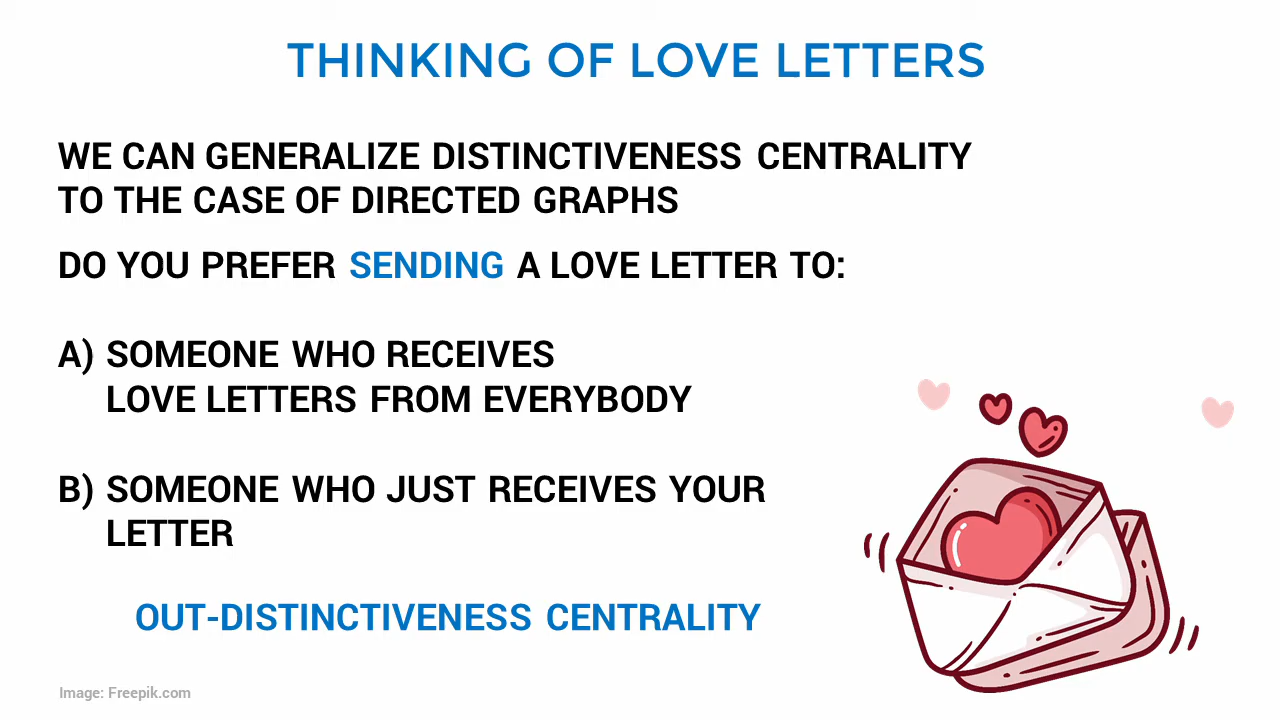 THINKING OF LOVE LETTERS
WE CAN GENERALIZE DISTINCTIVENESS CENTRALITY
TO THE CASE OF DIRECTED GRAPHS
DO YOU PREFER SENDING A LOVE LETTER TO:
A) SOMEONE WHO RECEIVES
LOVE LETTERS FROM EVERYBODY
B) SOMEONE WHO JUST RECEIVES YOUR
LETTER
OUT-DISTINCTIVENESS CENTRALITY
Image: Freepik.com